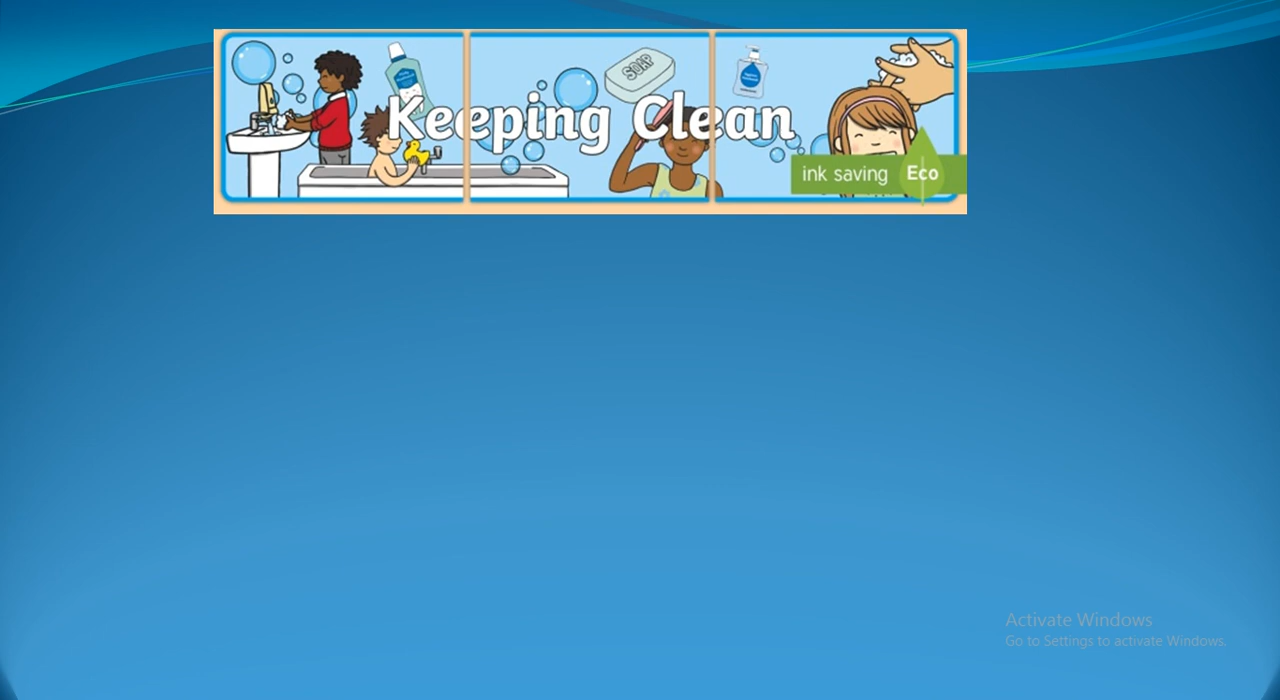 SOAP
Keeping Clean
ink saving Eco
Activate Windows
Go to Settings to activate Windows.